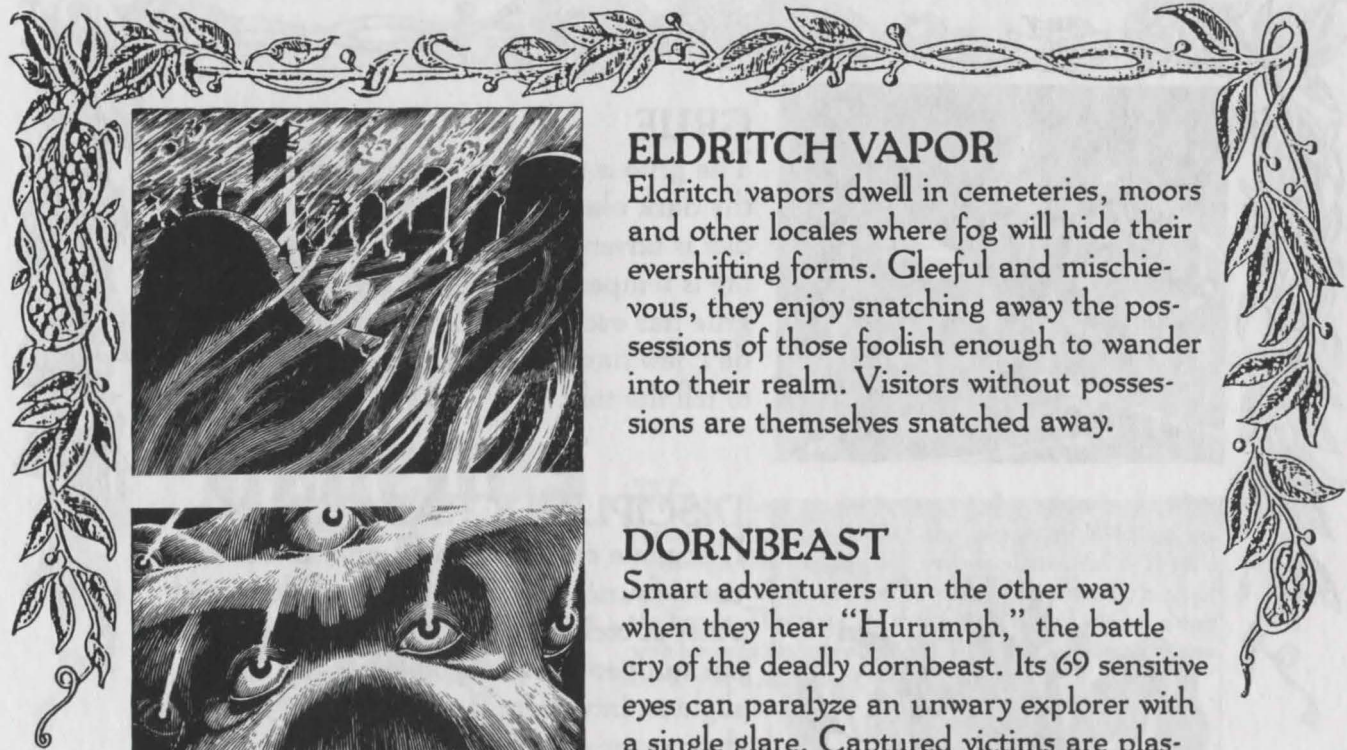 ELDRITCH VAPOR
Eldritch vapors dwell in cemeteries, moors
and other locales where fog will hide their
evershifting forms. Gleeful and mischie-
vous, they enjoy snatching away the pos-
sessions of those foolish enough to wander
into their realm. Visitors without posses-
sions are themselves snatched away.
DORNBEAST
Smart adventurers run the other way
when they hear “Hurumph,” the battle
cry of the deadly dornbeast. Its 69 sensitive
eyes can paralyze an unwary explorer with
a single glare. Captured victims are plas-